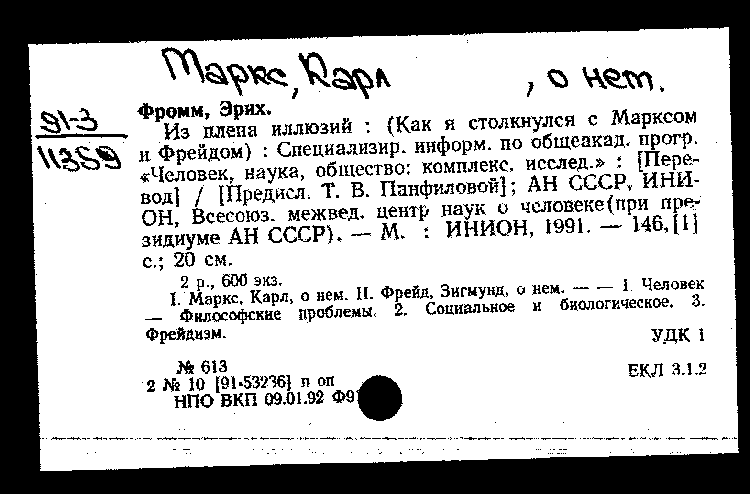 Маркс, Карл , о нем.
91-3
11359
Фромм, Эрих.
Из плена иллюзий : (Как я столкнулся с Марксом
и Фрейдом) : Специализир. информ. по общеакад. прогр.
«Человек, наука, общество: комплекс. исслед.» : [Пере-
вод] / [Предисл. Т. В. Панфиловой]; АН СССР, ИНИ-
ОН, Всесоюз. межвед. центр наук о человеке(при пре-
зидиуме АН СССР). — М. : ИНИОН, 1991. — 146,[1]
с.; 20 см.
2 р., 600 экз.
I. Маркс, Карл, о нем. II. Фрейд, Зигмунд, о нем. — — 1. Человек
— Философские проблемы. 2. Социальное и биологическое. 3.
Фрейдизм.
УДК 1
№ 613
ЕКЛ 3.1.2
2 № 10 [91-53236] п оп
НПО ВКП 09.01.92 Ф91